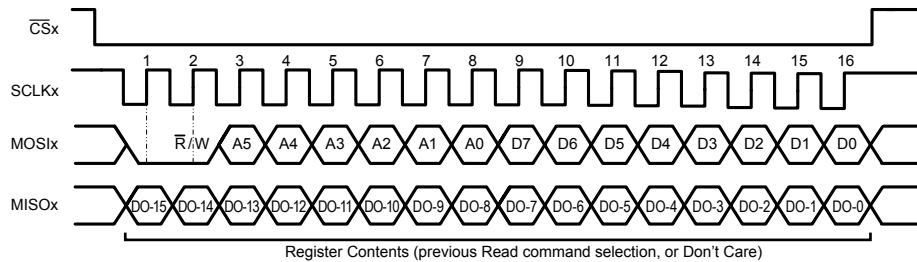 CSx
1 2 3 4 5 6 7 8 9 10 11 12 13 14 15 16
SCLKx
MOSIx R/W A5 A4 A3 A2 A1 A0 D7 D6 D5 D4 D3 D2 D1 D0
MISOx DO-15 DO-14 DO-13 DO-12 DO-11 DO-10 DO-9 DO-8 DO-7 DO-6 DO-5 DO-4 DO-3 DO-2 DO-1 DO-0
Register Contents (previous Read command selection, or Don't Care)